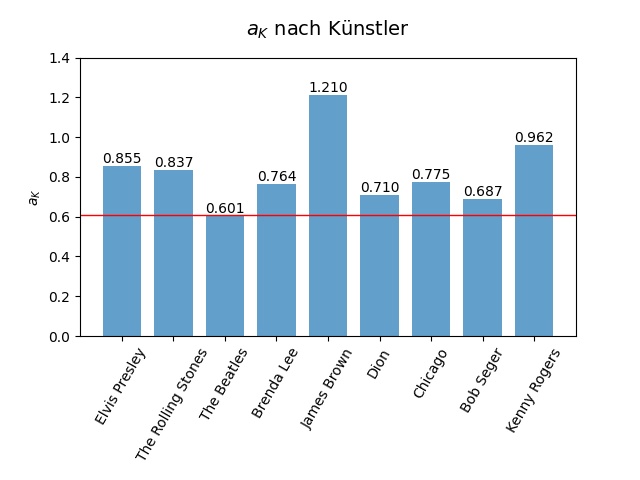 a_K nach Künstler
a_K
1.4
1.2
1.0
0.8
0.6
0.4
0.2
0.0
0.855
0.837
0.601
0.764
1.210
0.710
0.775
0.687
0.962
Elvis Presley
The Rolling Stones
The Beatles
Brenda Lee
James Brown
Dion
Chicago
Bob Seger
Kenny Rogers